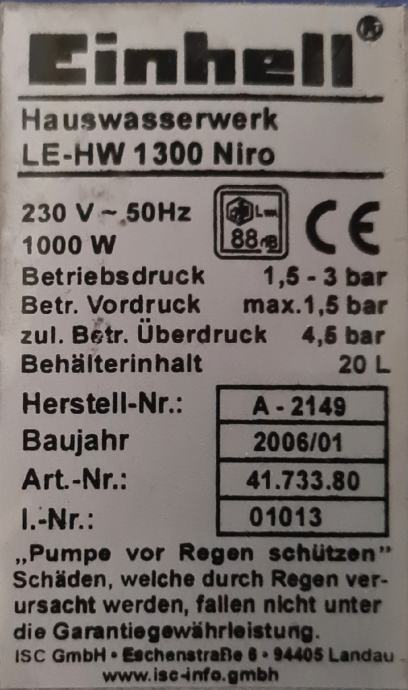 Einhell®
Hauswasserwerk
LE-HW 1300 Niro
230 V ~ 50Hz
1000 W
88 dB
CE
Betriebsdruck 1,5 - 3 bar
Betr. Vordruck max.1,5 bar
zul. Betr. Überdruck 4,5 bar
Behälterinhalt 20 L
Herstell-Nr.: A - 2149
Baujahr 2006/01
Art.-Nr.: 41.733.80
I.-Nr.: 01013
„Pumpe vor Regen schützen"
Schäden, welche durch Regen ver-
ursacht werden, fallen nicht unter
die Garantiegewährleistung.
ISC GmbH • Eschenstraße 6 • 94405 Landau
www.isc-info.gmbh